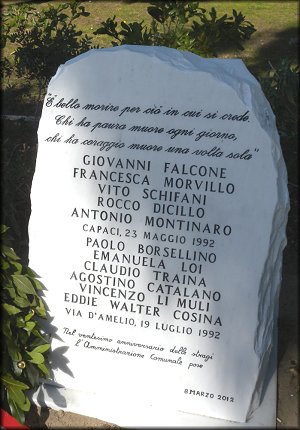 "È bello morire per ciò in cui si crede.
Chi ha paura muore ogni giorno,
chi ha coraggio muore una volta sola"
GIOVANNI FALCONE
FRANCESCA MORVILLO
VITO SCHIFANI
ROCCO DICILLO
ANTONIO MONTINARO
CAPACI, 23 MAGGIO 1992
PAOLO BORSELLINO
EMANUELA LOI
CLAUDIO TRAINA
AGOSTINO CATALANO
VINCENZO LI MULI
EDDIE WALTER COSINA
VIA D'AMELIO, 19 LUGLIO 1992
Nel ventesimo anniversario delle stragi
l'Amministrazione Comunale pose
8 MARZO 2012